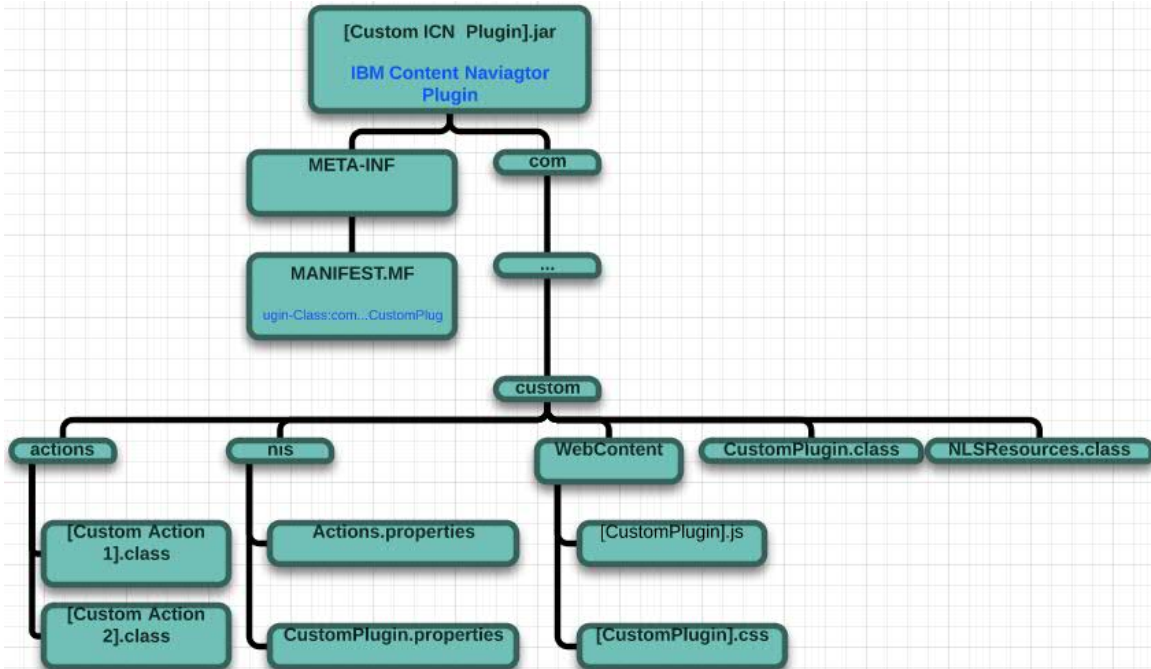 [Custom ICN Plugin].jar
IBM Content Naviagtor
Plugin
META-INF
com
MANIFEST.MF
ugin-Class:com...CustomPlug
...
custom
actions
nis
WebContent
CustomPlugin.class
NLSResources.class
[Custom Action
1].class
Actions.properties
[CustomPlugin].js
[Custom Action
2].class
CustomPlugin.properties
[CustomPlugin].css